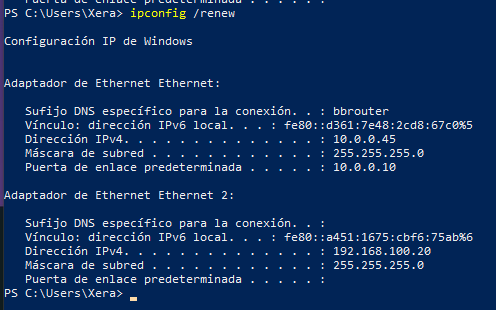 Puerta de enlace predeterminada . . . . . :
PS C:\Users\Xera> ipconfig /renew
Configuración IP de Windows
Adaptador de Ethernet Ethernet:
Sufijo DNS específico para la conexión. . : bbrouter
Vínculo: dirección IPv6 local. . . : fe80::d361:7e48:2cd8:67c0%5
Dirección IPv4. . . . . . . . . . . . . . : 10.0.0.45
Máscara de subred . . . . . . . . . . . . : 255.255.255.0
Puerta de enlace predeterminada . . . . . : 10.0.0.10
Adaptador de Ethernet Ethernet 2:
Sufijo DNS específico para la conexión. . :
Vínculo: dirección IPv6 local. . . : fe80::a451:1675:cbf6:75ab%6
Dirección IPv4. . . . . . . . . . . . . . : 192.168.100.20
Máscara de subred . . . . . . . . . . . . : 255.255.255.0
Puerta de enlace predeterminada . . . . . :
PS C:\Users\Xera>